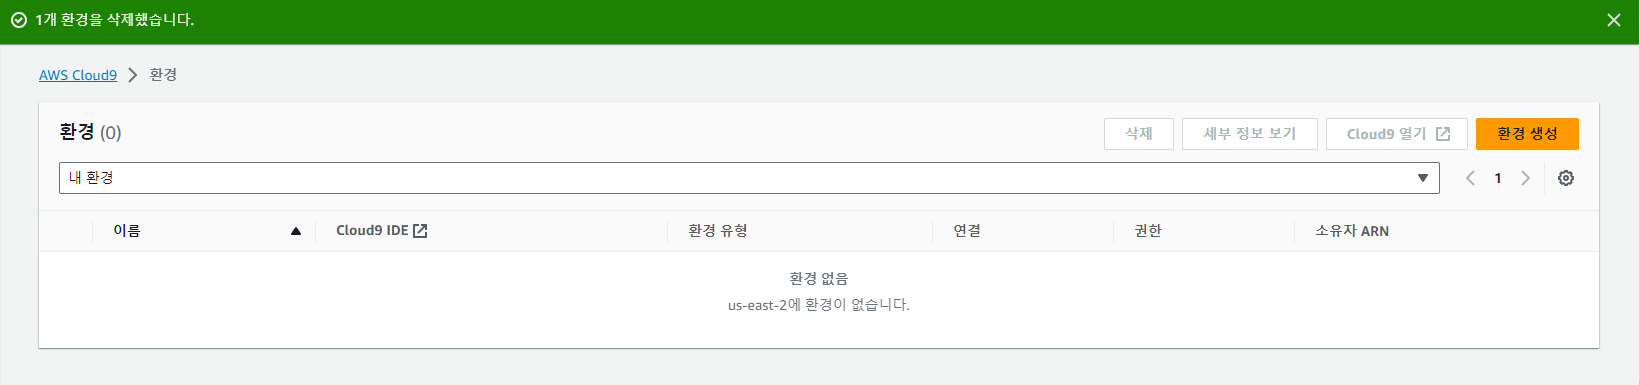 1개 환경을 삭제했습니다.
AWS Cloud9 환경
환경 (0)
삭제 세부 정보 보기 Cloud9 열기 환경 생성
내 환경 1
이름 Cloud9 IDE 환경 유형 연결 권한 소유자 ARN
환경 없음
us-east-2에 환경이 없습니다.